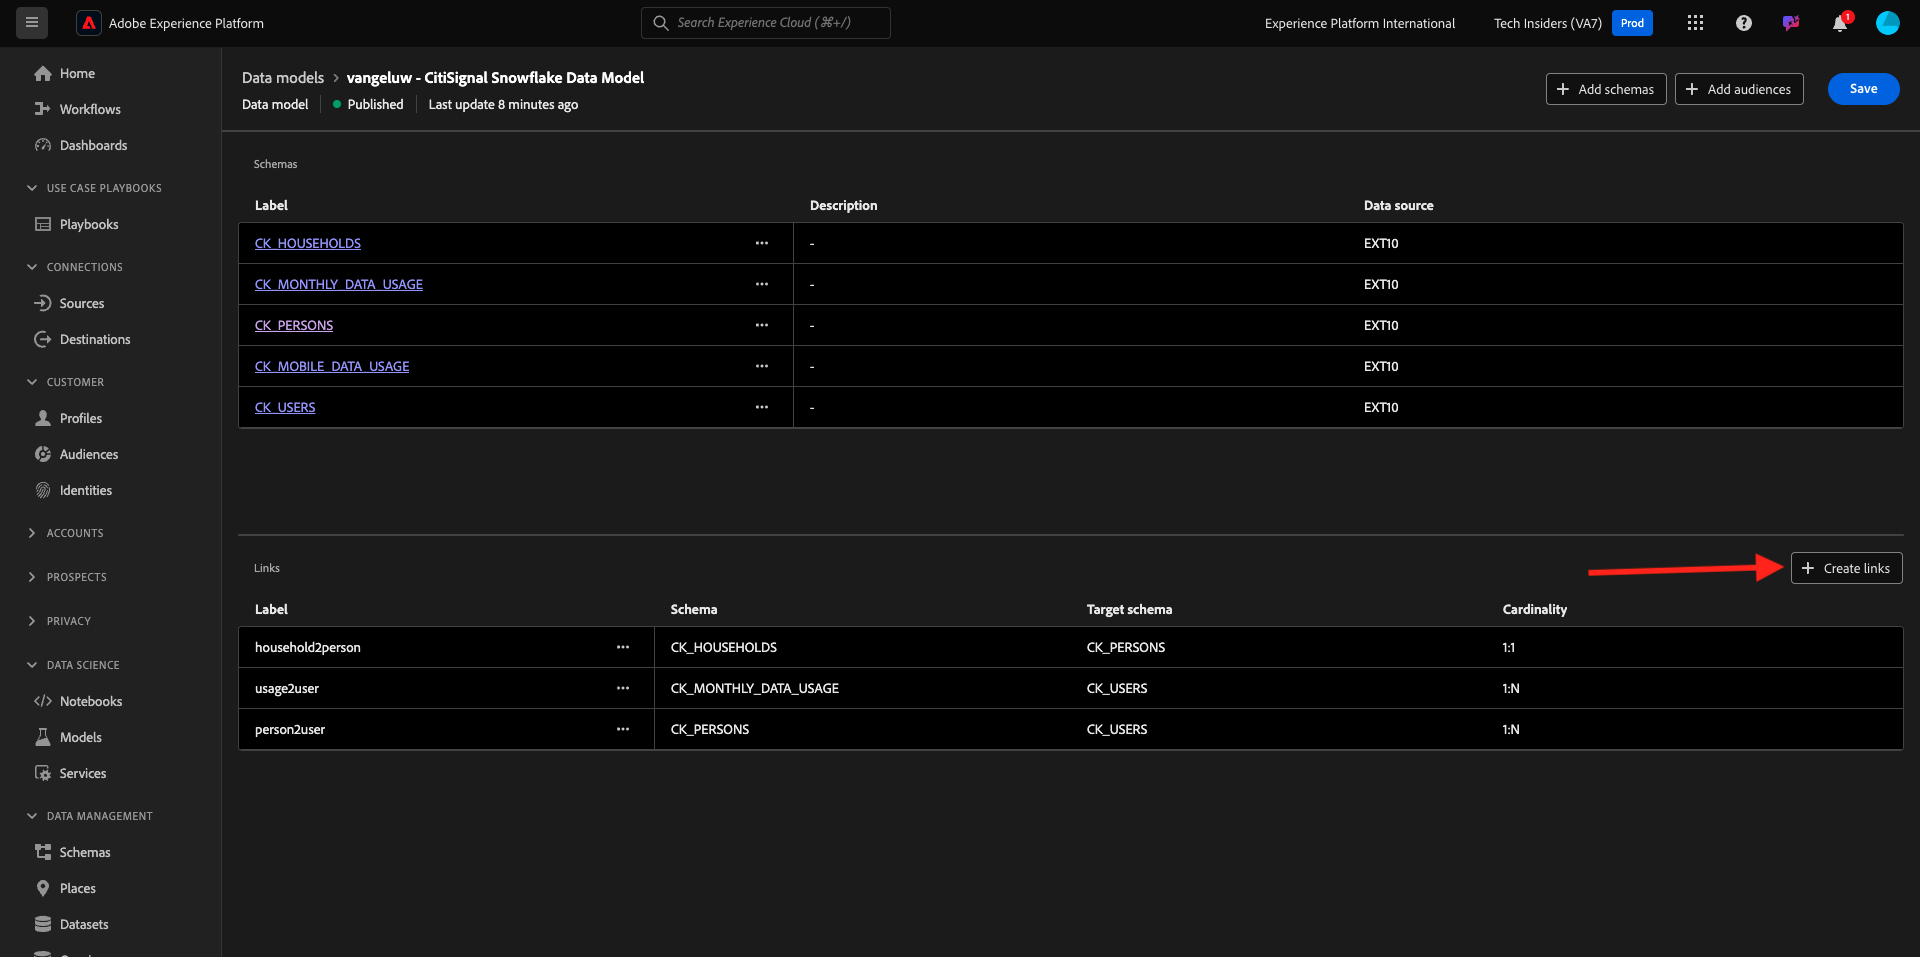 Adobe Experience Platform
Search Experience Cloud (⌘+/)
Experience Platform International
Tech Insiders (VA7)
Prod
1
Home
Workflows
Dashboards
USE CASE PLAYBOOKS
Playbooks
CONNECTIONS
Sources
Destinations
CUSTOMER
Profiles
Audiences
Identities
ACCOUNTS
PROSPECTS
PRIVACY
DATA SCIENCE
Notebooks
Models
Services
DATA MANAGEMENT
Schemas
Places
Datasets
Data models > vangeluw - CitiSignal Snowflake Data Model
Data model Published Last update 8 minutes ago
Add schemas
Add audiences
Save
Schemas
Label Description Data source
CK_HOUSEHOLDS ... - EXT10
CK_MONTHLY_DATA_USAGE ... - EXT10
CK_PERSONS ... - EXT10
CK_MOBILE_DATA_USAGE ... - EXT10
CK_USERS ... - EXT10
Links
Create links
Label Schema Target schema Cardinality
household2person ... CK_HOUSEHOLDS CK_PERSONS 1:1
usage2user ... CK_MONTHLY_DATA_USAGE CK_USERS 1:N
person2user ... CK_PERSONS CK_USERS 1:N